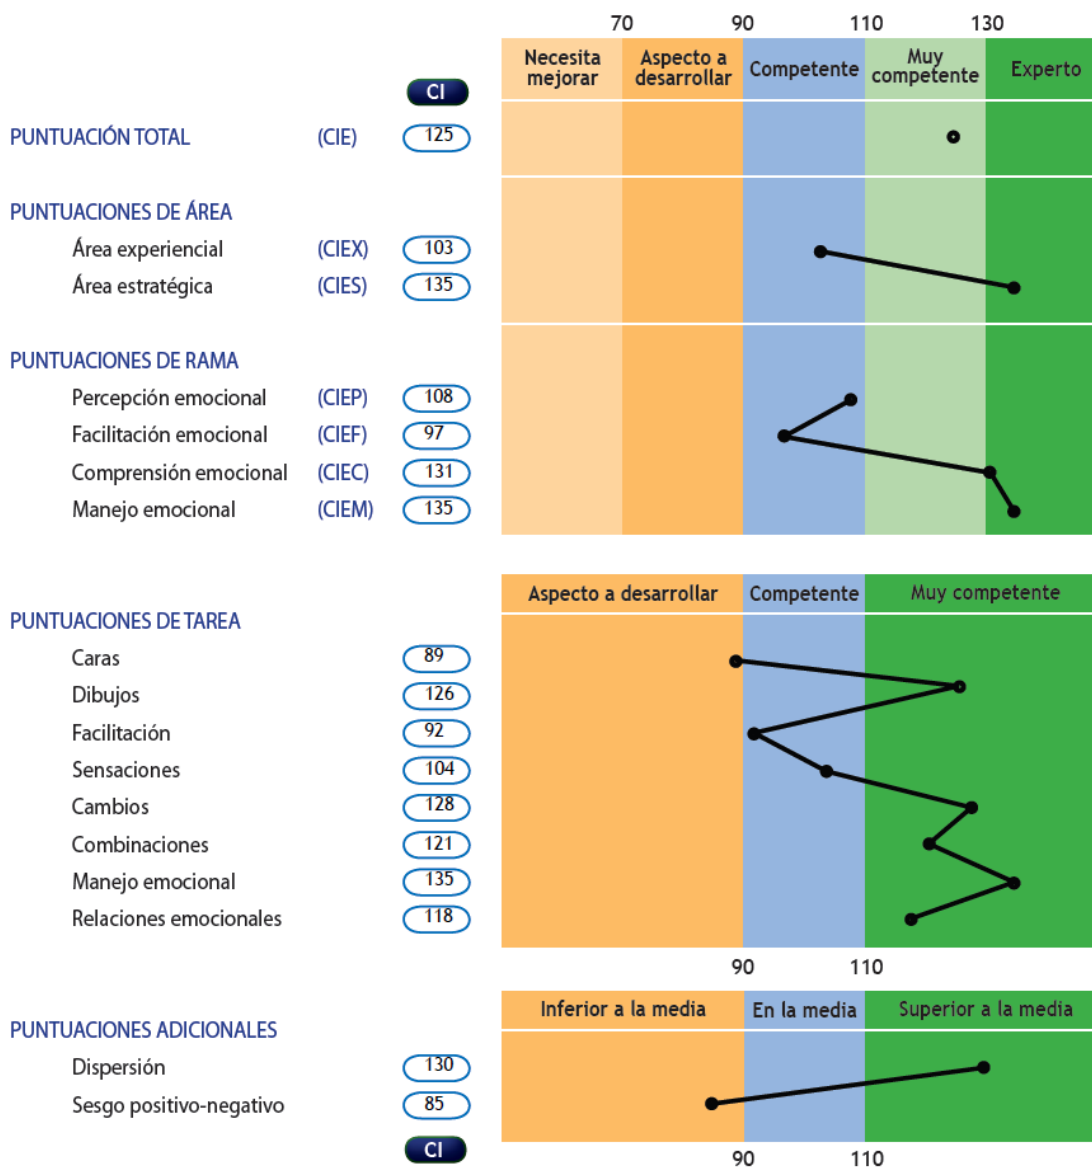 70 90 110 130
Necesita mejorar Aspecto a desarrollar Competente Muy competente Experto
CI
PUNTUACIÓN TOTAL (CIE) 125
PUNTUACIONES DE ÁREA
Área experiencial (CIEX) 103
Área estratégica (CIES) 135
PUNTUACIONES DE RAMA
Percepción emocional (CIEP) 108
Facilitación emocional (CIEF) 97
Comprensión emocional (CIEC) 131
Manejo emocional (CIEM) 135
Aspecto a desarrollar Competente Muy competente
PUNTUACIONES DE TAREA
Caras 89
Dibujos 126
Facilitación 92
Sensaciones 104
Cambios 128
Combinaciones 121
Manejo emocional 135
Relaciones emocionales 118
90 110
Inferior a la media En la media Superior a la media
PUNTUACIONES ADICIONALES
Dispersión 130
Sesgo positivo-negativo 85
CI
90 110